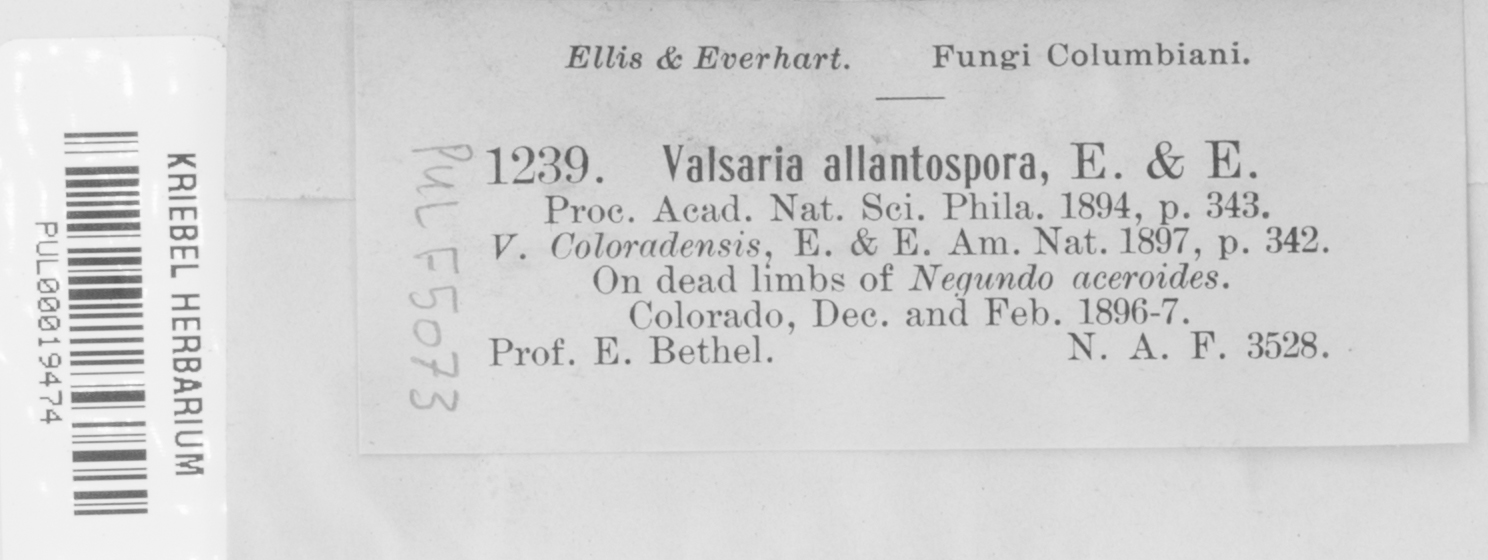 Ellis & Everhart. Fungi Columbiani.
1239. Valsaria allantospora, E. & E.
Proc. Acad. Nat. Sci. Phila. 1894, p. 343.
V. Coloradensis, E. & E. Am. Nat. 1897, p. 342.
On dead limbs of Negundo aceroides.
Colorado, Dec. and Feb. 1896-7.
Prof. E. Bethel. N. A. F. 3528.
PUL F5073
KRIEBEL HERBARIUM
PUL00019474